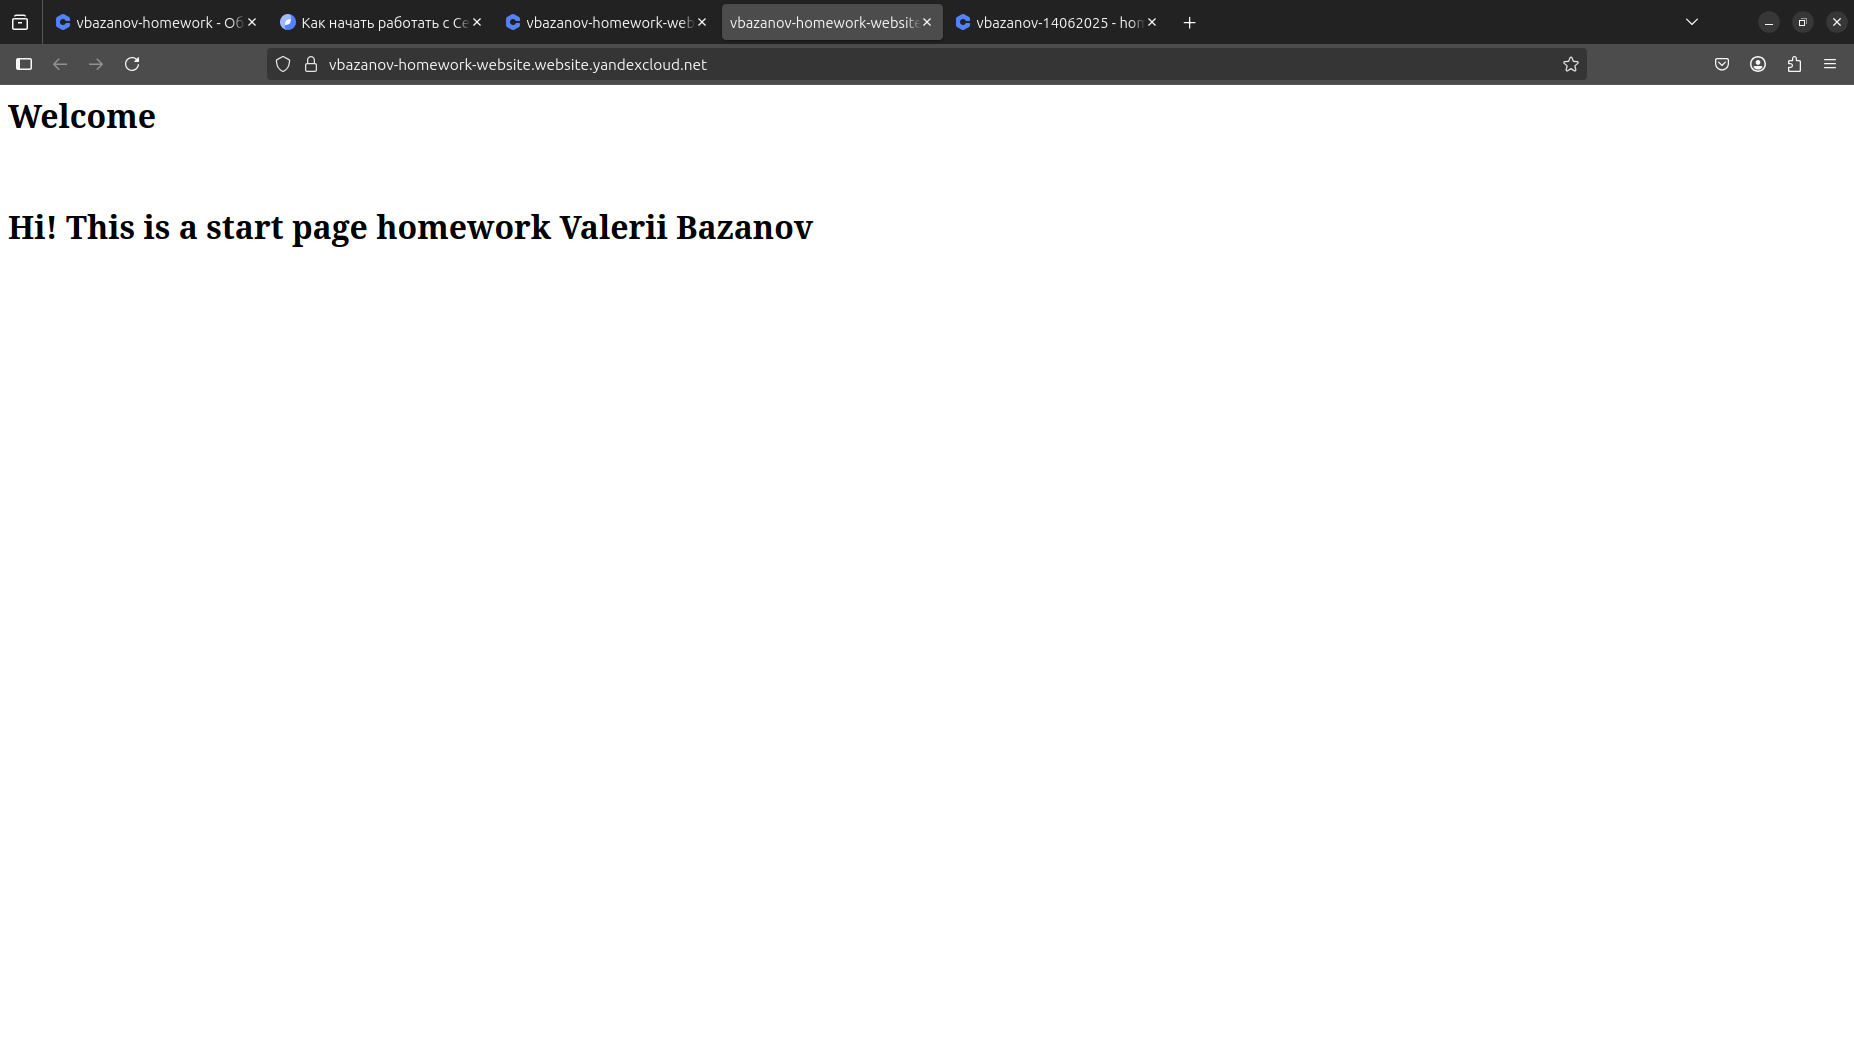 vbazanov-homework - Об
Как начать работать с Се
vbazanov-homework-web
vbazanov-homework-website
vbazanov-14062025 - hom
vbazanov-homework-website.website.yandexcloud.net
Welcome
Hi! This is a start page homework Valerii Bazanov